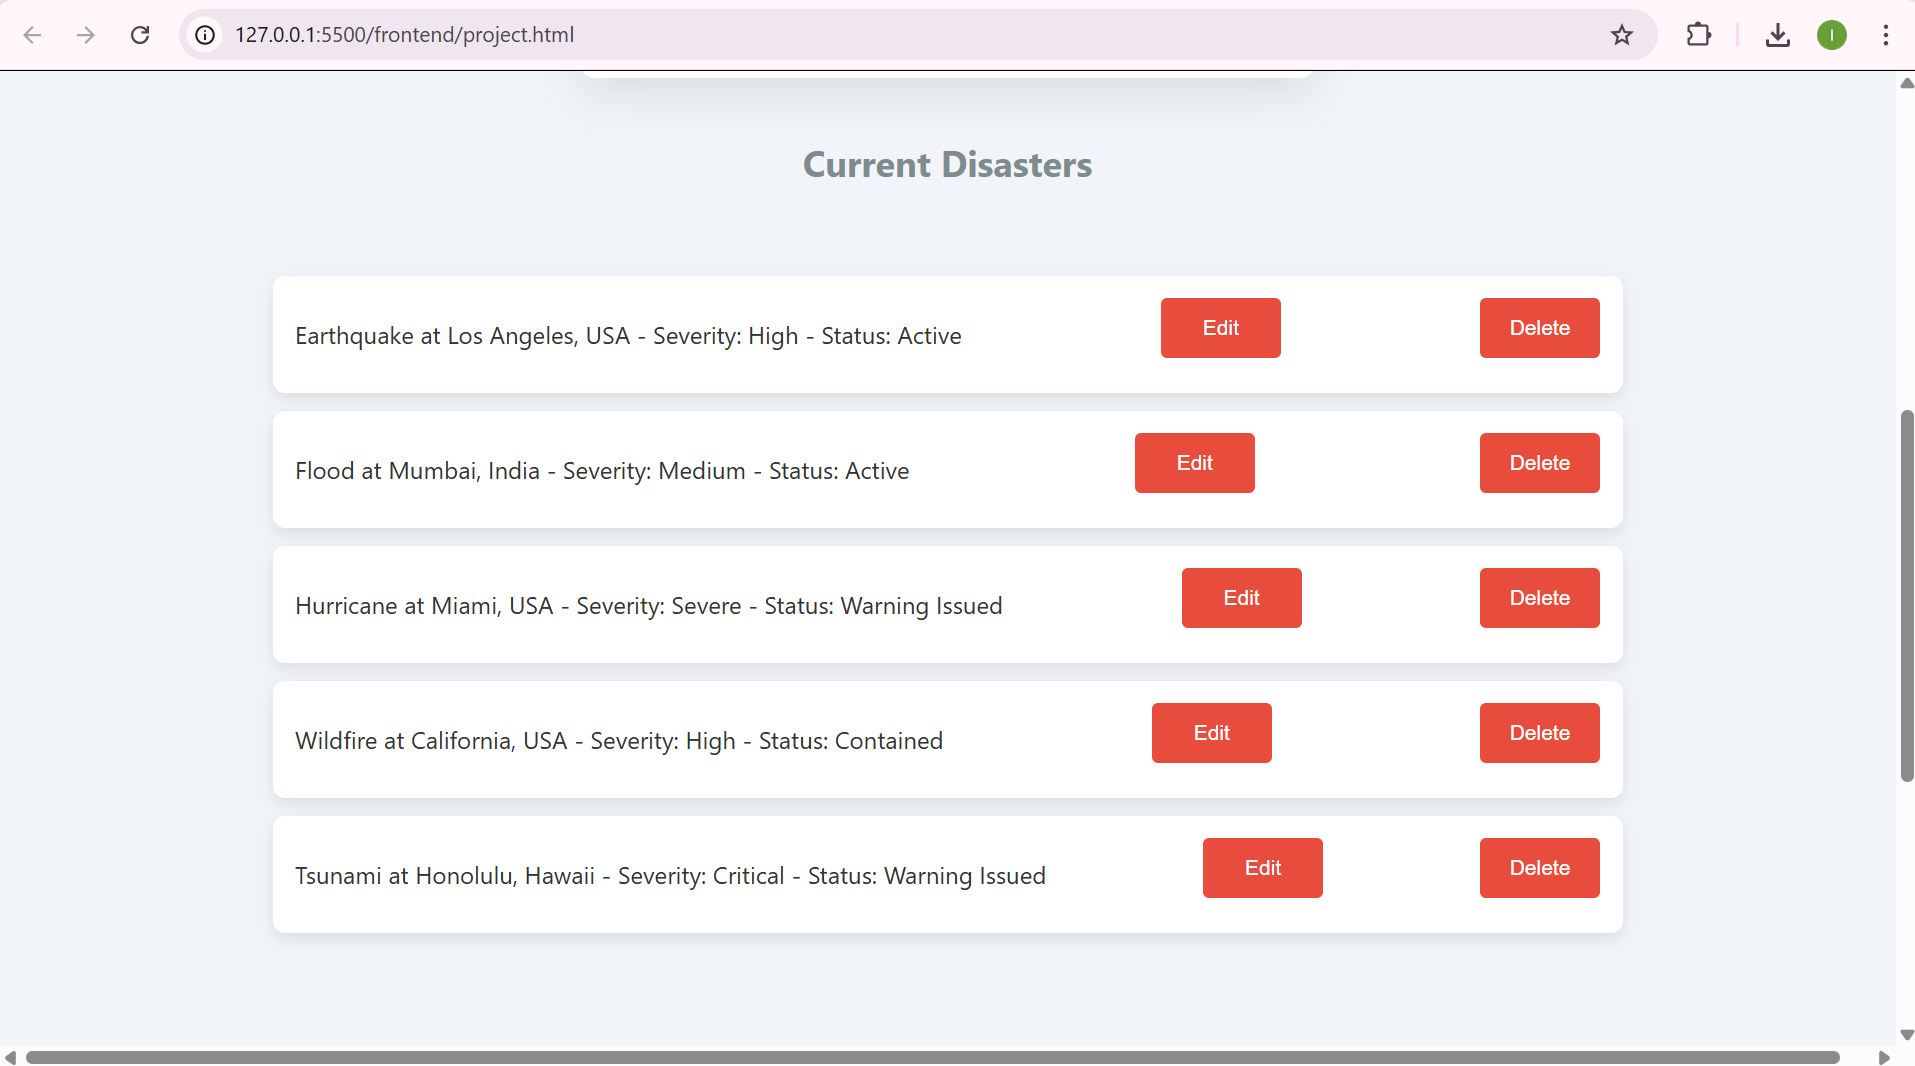 127.0.0.1:5500/frontend/project.html
I
Current Disasters
Earthquake at Los Angeles, USA - Severity: High - Status: Active Edit Delete
Flood at Mumbai, India - Severity: Medium - Status: Active Edit Delete
Hurricane at Miami, USA - Severity: Severe - Status: Warning Issued Edit Delete
Wildfire at California, USA - Severity: High - Status: Contained Edit Delete
Tsunami at Honolulu, Hawaii - Severity: Critical - Status: Warning Issued Edit Delete